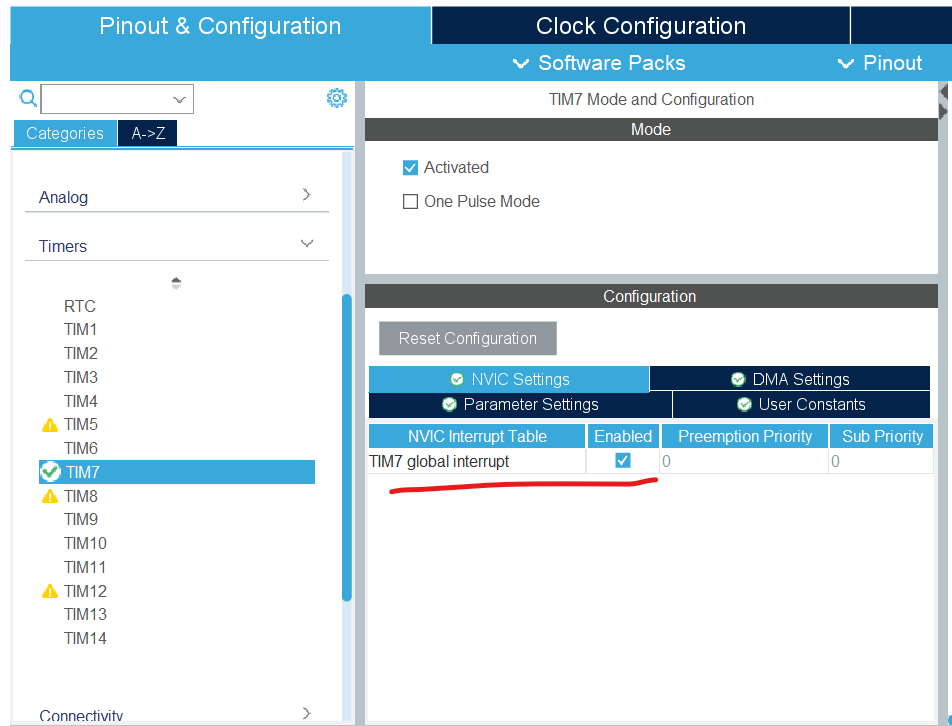 Pinout & Configuration
Clock Configuration
Software Packs
Pinout
Categories
A->Z
Analog
Timers
RTC
TIM1
TIM2
TIM3
TIM4
TIM5
TIM6
TIM7
TIM8
TIM9
TIM10
TIM11
TIM12
TIM13
TIM14
Connectivity
TIM7 Mode and Configuration
Mode
Activated
One Pulse Mode
Configuration
Reset Configuration
NVIC Settings
DMA Settings
Parameter Settings
User Constants
NVIC Interrupt Table Enabled Preemption Priority Sub Priority
TIM7 global interrupt 0 0